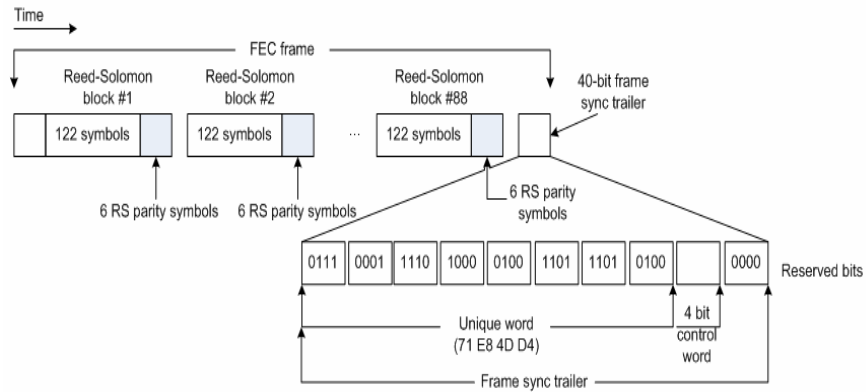 Time
FEC frame
Reed-Solomon
block #1
Reed-Solomon
block #2
Reed-Solomon
block #88
40-bit frame
sync trailer
122 symbols
122 symbols
...
122 symbols
6 RS parity symbols
6 RS parity symbols
6 RS parity
symbols
0111 0001 1110 1000 0100 1101 1101 0100 0000
Reserved bits
Unique word
(71 E8 4D D4)
4 bit
control
word
Frame sync trailer